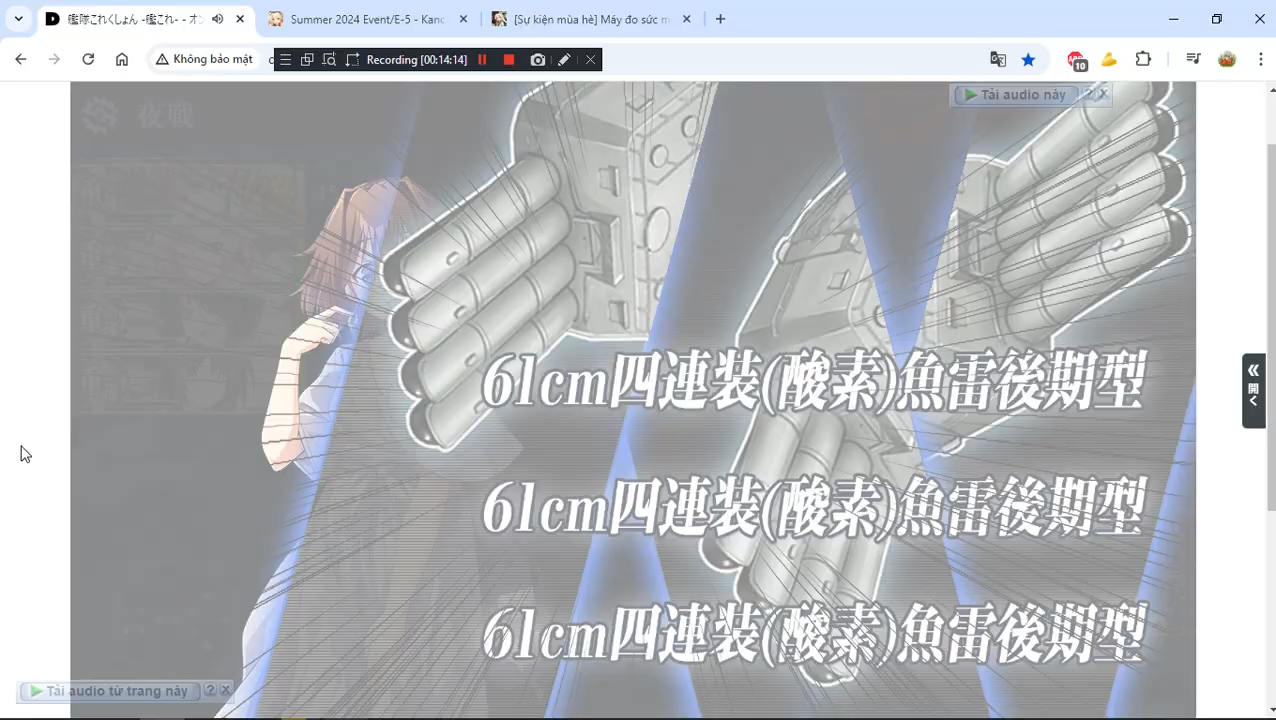 艦隊これくしょん -艦これ- - オン
Summer 2024 Event/E-5 - Kanc
[Sự kiện mùa hè] Máy đo sức m
Không bảo mật
Recording [00:14:14]
10
Tải audio này
?
夜戦
61cm四連装(酸素)魚雷後期型
開
61cm四連装(酸素)魚雷後期型
61cm四連装(酸素)魚雷後期型
Tải audio từ trang này
?